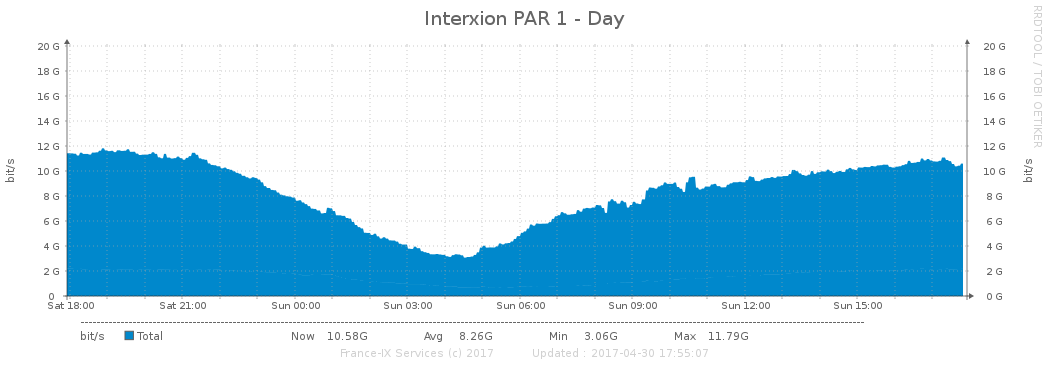 Interxion PAR 1 - Day
RRDTOOL / TOBI OETIKER
bit/s
20 G 20 G
18 G 18 G
16 G 16 G
14 G 14 G
12 G 12 G
10 G 10 G
8 G 8 G
6 G 6 G
4 G 4 G
2 G 2 G
0 0 G
bit/s
Sat 18:00 Sat 21:00 Sun 00:00 Sun 03:00 Sun 06:00 Sun 09:00 Sun 12:00 Sun 15:00
bit/s Total Now 10.58G Avg 8.26G Min 3.06G Max 11.79G
France-IX Services (c) 2017 Updated : 2017-04-30 17:55:07